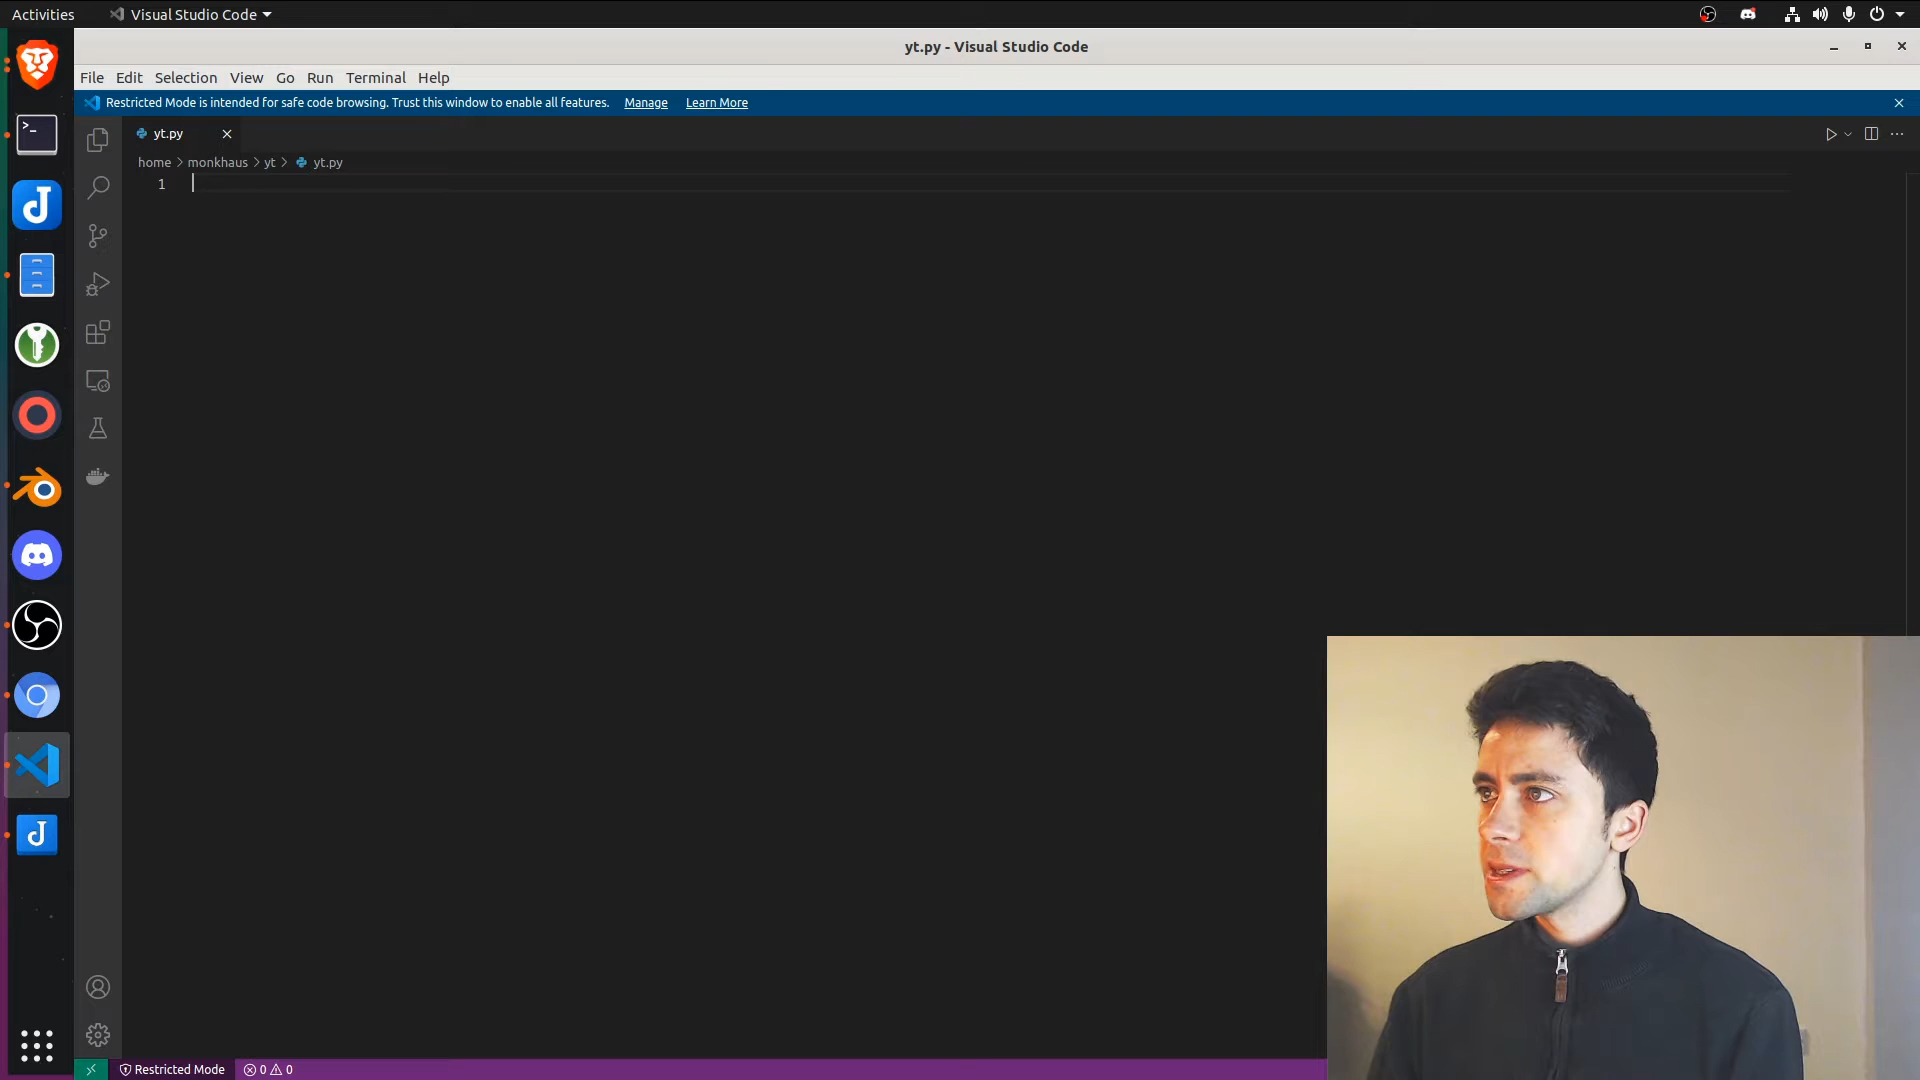 Activities
Visual Studio Code
yt.py - Visual Studio Code
File Edit Selection View Go Run Terminal Help
Restricted Mode is intended for safe code browsing. Trust this window to enable all features. Manage Learn More
yt.py
home > monkhaus > yt > yt.py
1
Restricted Mode 0 0